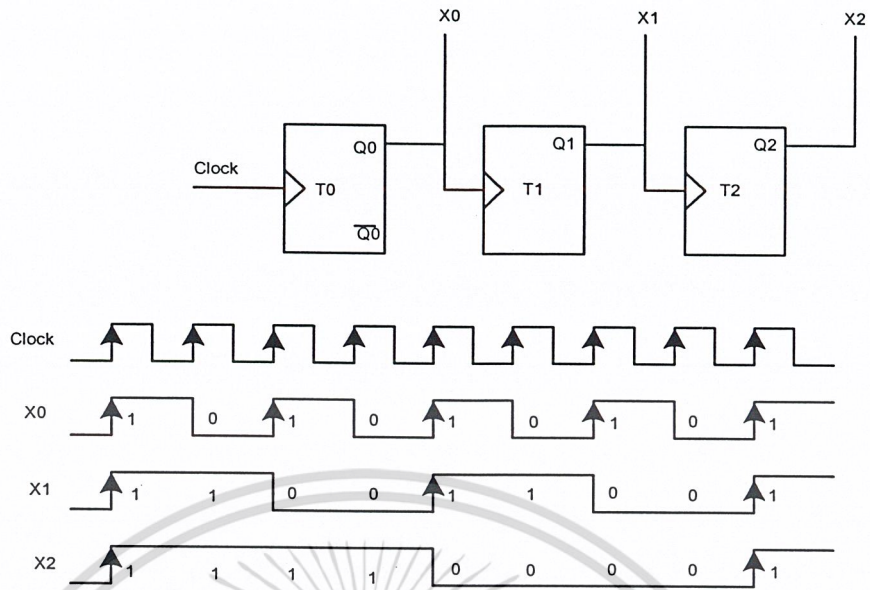 X0 X1 X2
Q0 Q1 Q2
Clock T0 T1 T2
Q0
Clock
X0 1 0 1 0 1 0 1 0 1
X1 1 1 0 0 1 1 0 0 1
X2 1 1 1 1 0 0 0 0 1